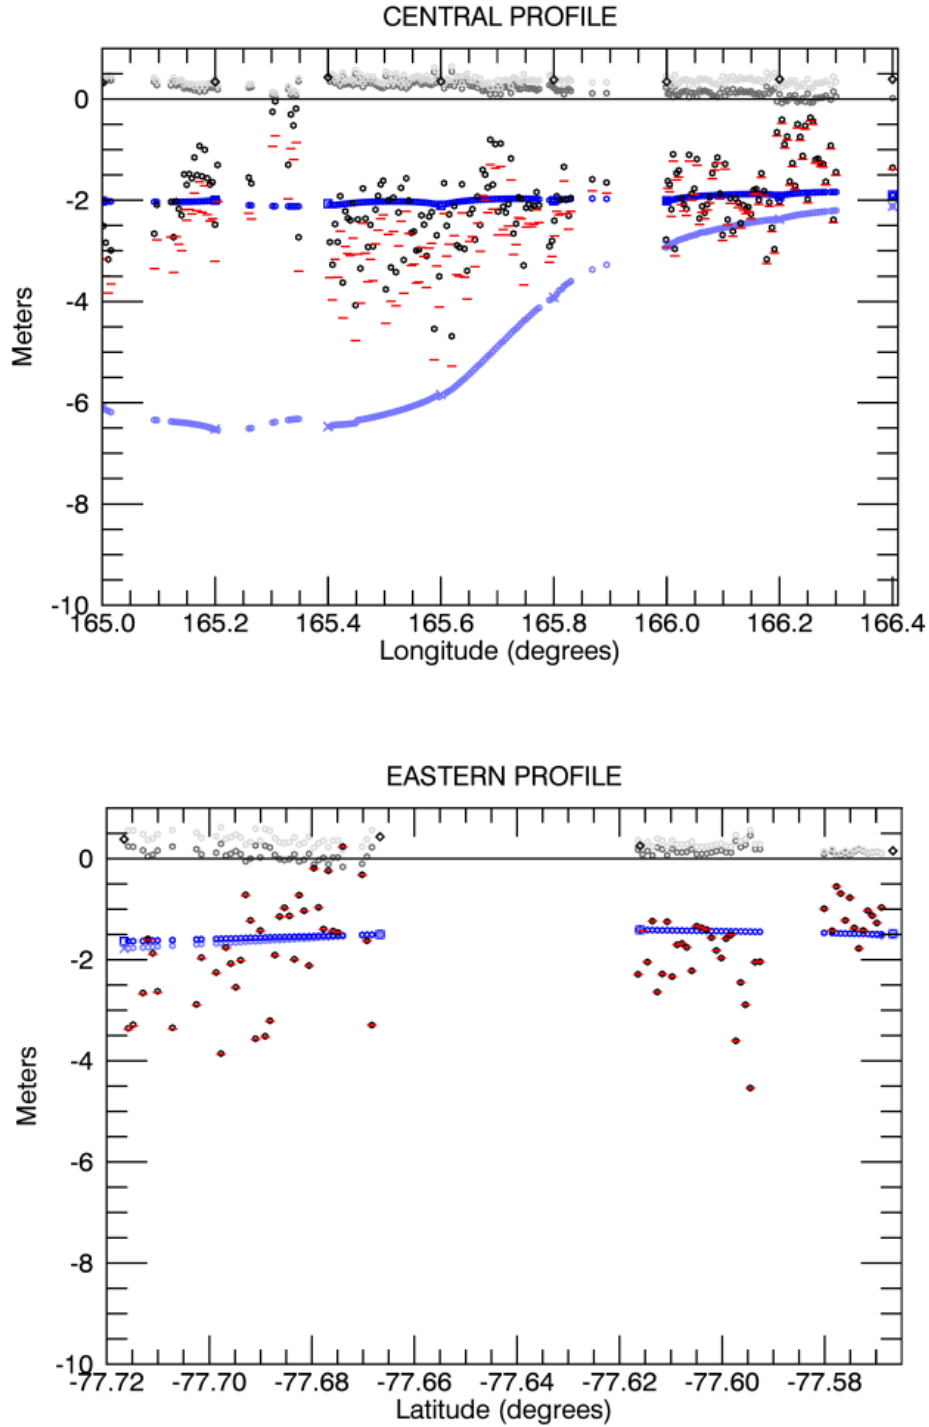 CENTRAL PROFILE
0
-2
-4
-6
-8
-10
Meters
165.0 165.2 165.4 165.6 165.8 166.0 166.2 166.4
Longitude (degrees)
EASTERN PROFILE
0
-2
-4
-6
-8
-10
Meters
-77.72 -77.70 -77.68 -77.66 -77.64 -77.62 -77.60 -77.58
Latitude (degrees)